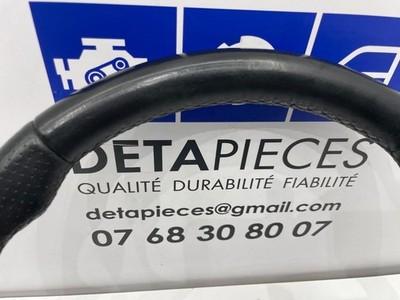 DETAPIECES
QUALITÉ DURABILITÉ FIABILITÉ
detapieces@gmail.com
07 68 30 80 07